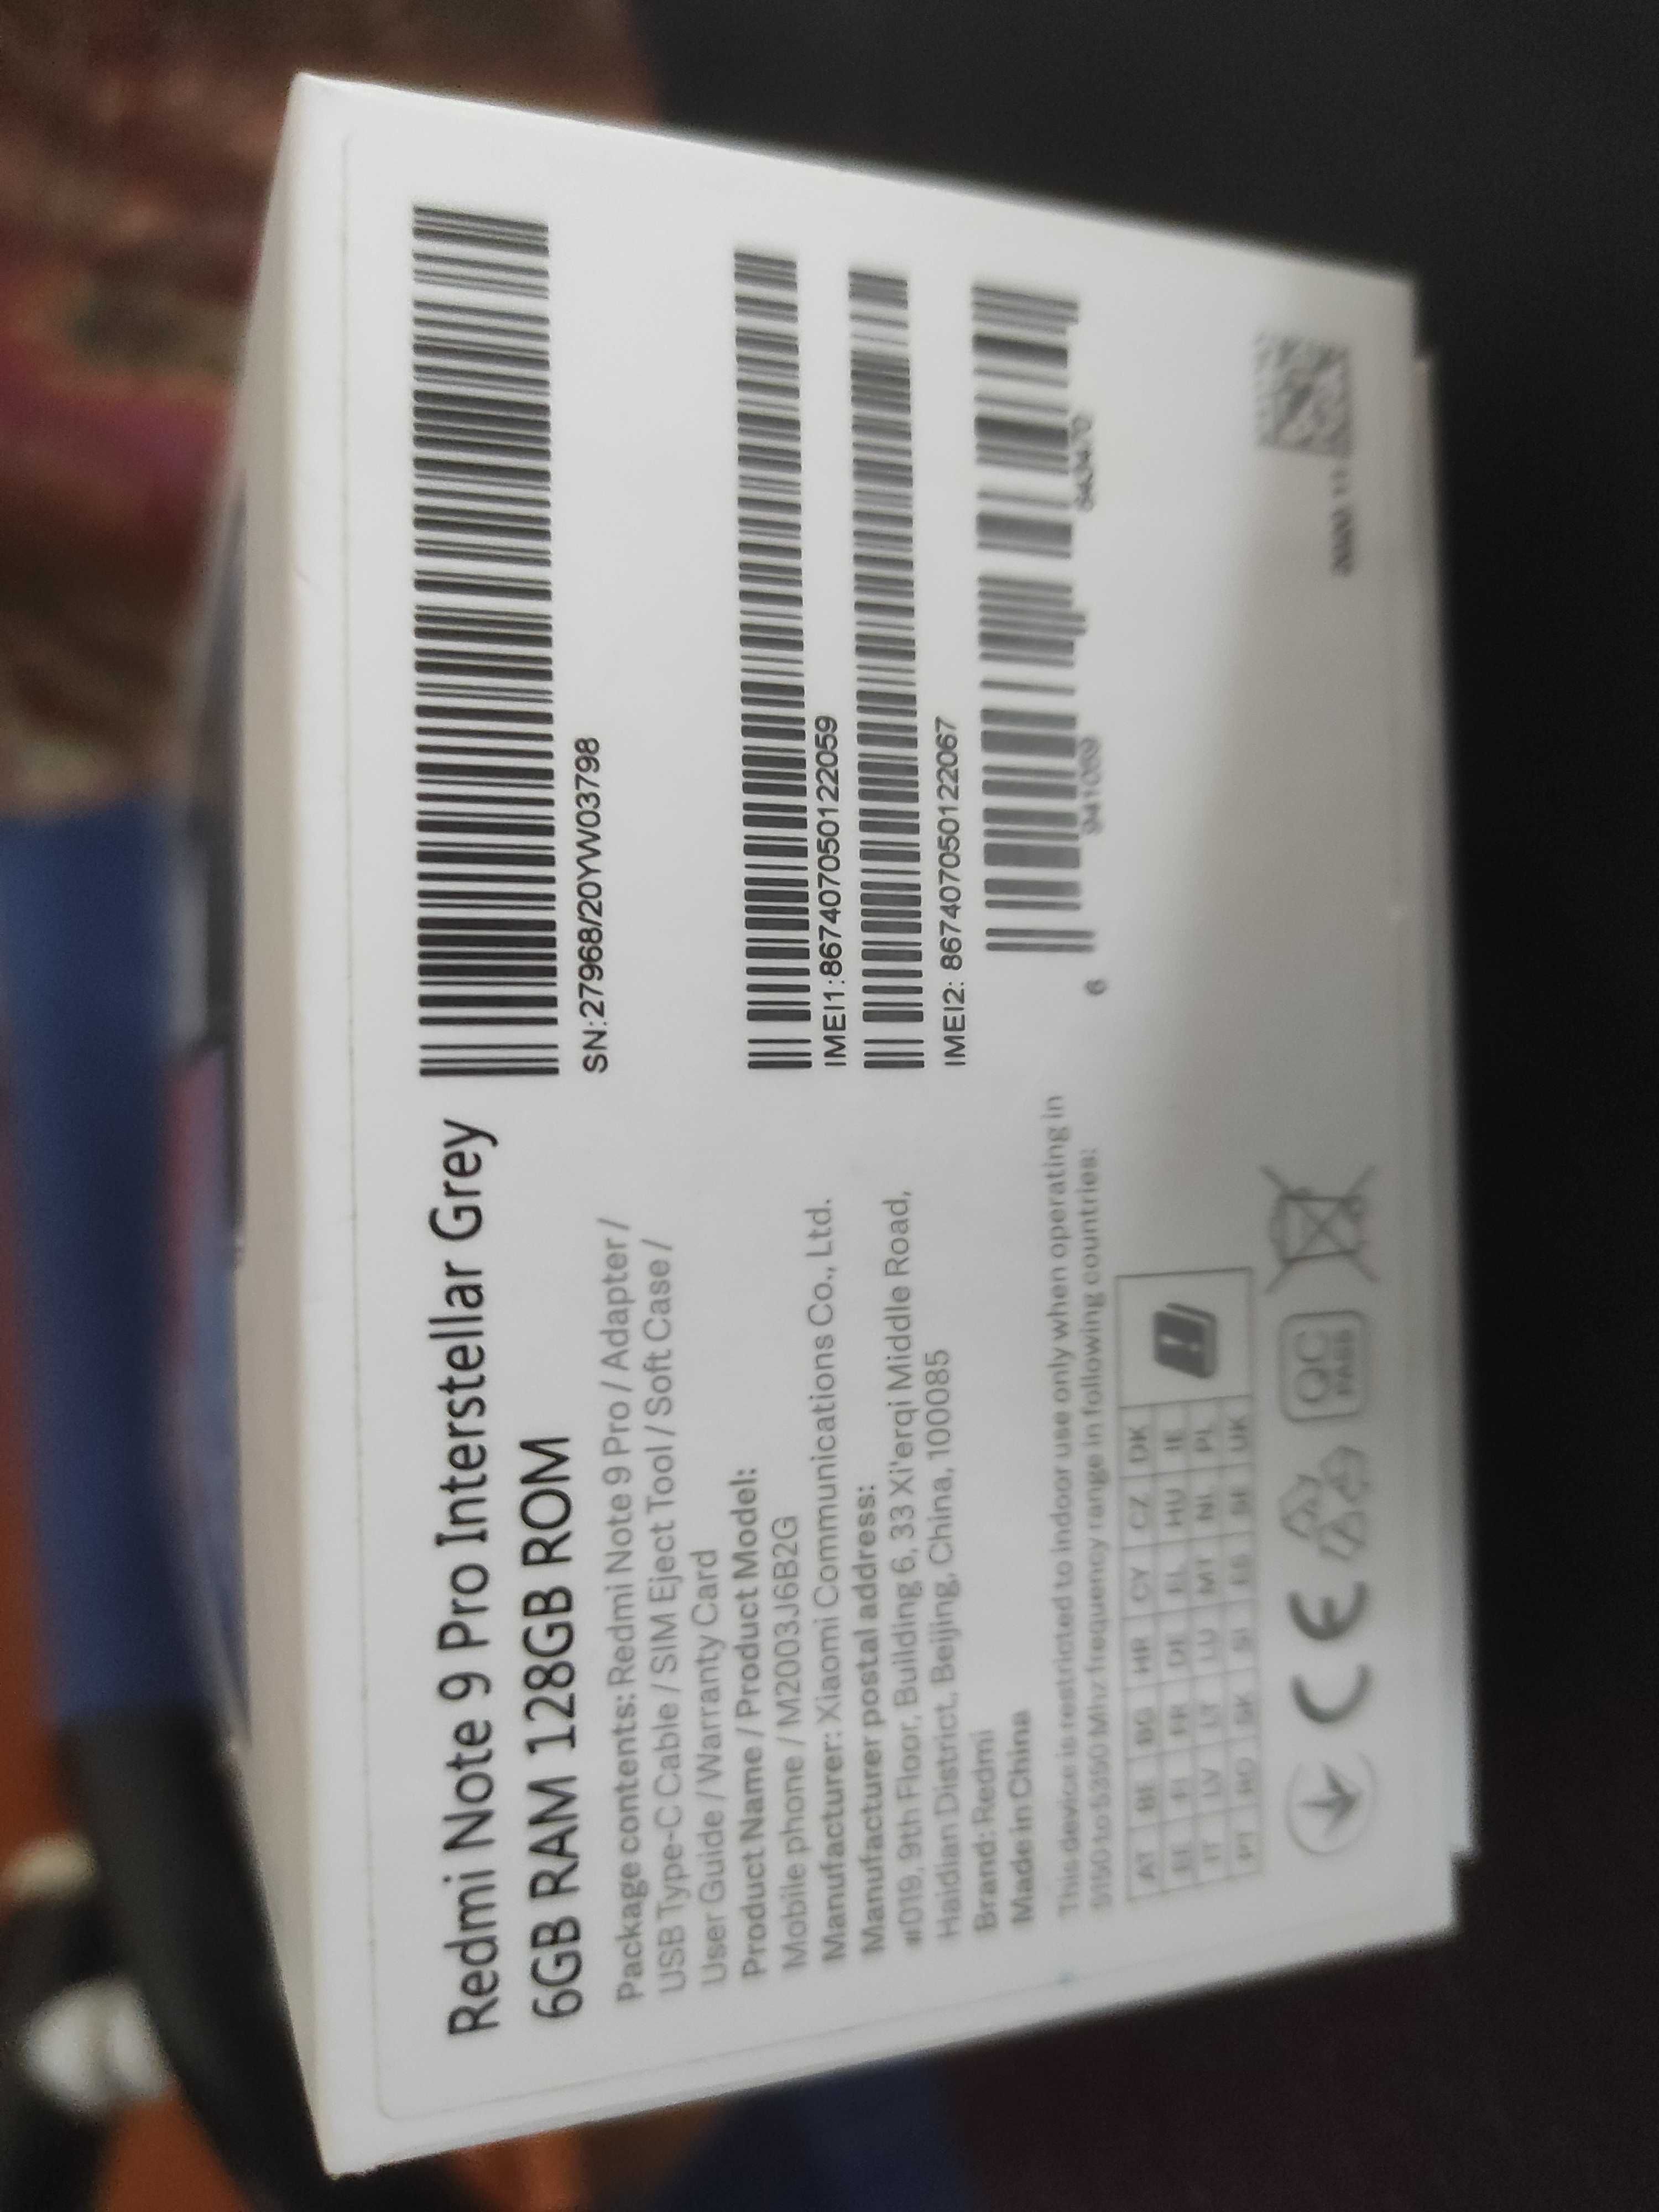 Redmi Note 9 Pro Interstellar Grey
6GB RAM 128GB ROM
Package contents: Redmi Note 9 Pro / Adapter /
USB Type-C Cable / SIM Eject Tool / Soft Case /
User Guide / Warranty Card
Product Name / Product Model:
Mobile phone / M2003J6B2G
Manufacturer: Xiaomi Communications Co., Ltd.
Manufacturer postal address:
#019, 9th Floor, Building 6, 33 Xi'erqi Middle Road,
Haidian District, Beijing, China, 100085
Brand: Redmi
Made in China
This device is restricted to indoor use only when operating in
5150 to 5350 Mhz frequency range in following countries:
AT BE BG HR CY CZ DK
EE FI FR DE EL HU IE
IT LV LT LU MT NL PL
PT RO SK SI ES SE UK
CE
QC
PASS
SN:27968/20YW03798
IMEI1:867407050122059
IMEI2: 867407050122067
6 941059 643470